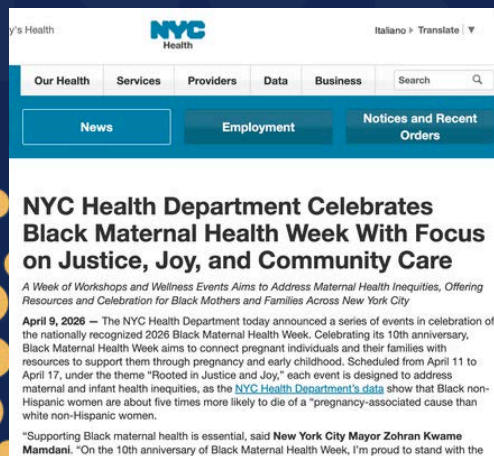 y's Health
NYC
Health
Italiano ▸ Translate | ▼
Our Health Services Providers Data Business Search
News Employment Notices and Recent
Orders
NYC Health Department Celebrates
Black Maternal Health Week With Focus
on Justice, Joy, and Community Care
A Week of Workshops and Wellness Events Aims to Address Maternal Health Inequities, Offering
Resources and Celebration for Black Mothers and Families Across New York City
April 9, 2026 — The NYC Health Department today announced a series of events in celebration of
the nationally recognized 2026 Black Maternal Health Week. Celebrating its 10th anniversary,
Black Maternal Health Week aims to connect pregnant individuals and their families with
resources to support them through pregnancy and early childhood. Scheduled from April 11 to
April 17, under the theme “Rooted in Justice and Joy,” each event is designed to address
maternal and infant health inequities, as the NYC Health Department’s data show that Black non-
Hispanic women are about five times more likely to die of a “pregnancy-associated cause than
white non-Hispanic women.
“Supporting Black maternal health is essential, said New York City Mayor Zohran Kwame
Mamdani. “On the 10th anniversary of Black Maternal Health Week, I’m proud to stand with the